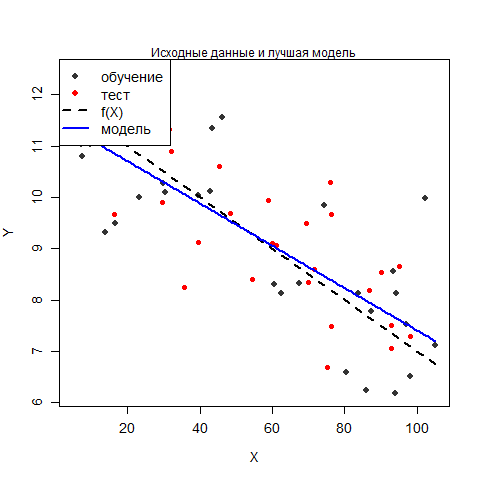 Исходные данные и лучшая модель
обучение
тест
f(X)
модель
12
11
10
9
8
7
6
Y
20 40 60 80 100
X